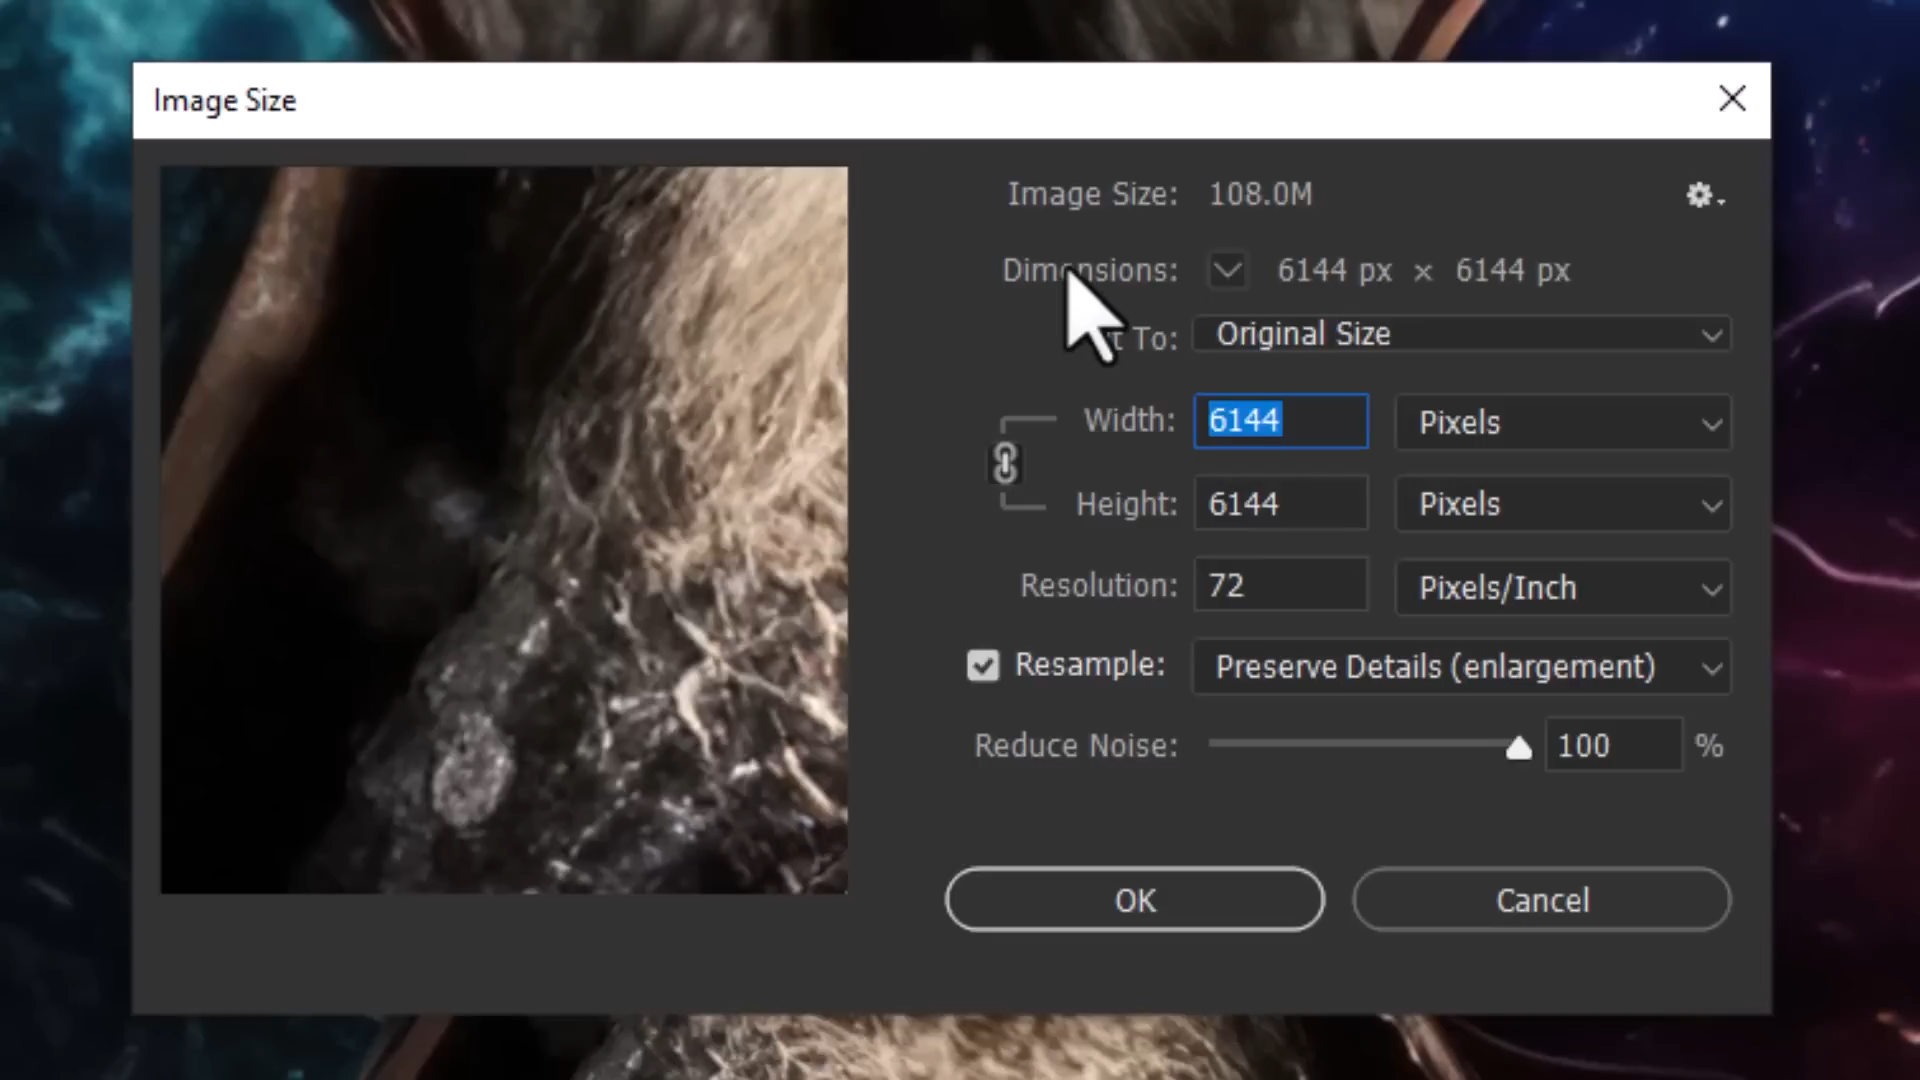 Image Size
Image Size: 108.0M
Dimensions: 6144 px × 6144 px
t To: Original Size
Width: 6144 Pixels
Height: 6144 Pixels
Resolution: 72 Pixels/Inch
Resample: Preserve Details (enlargement)
Reduce Noise: 100 %
OK Cancel